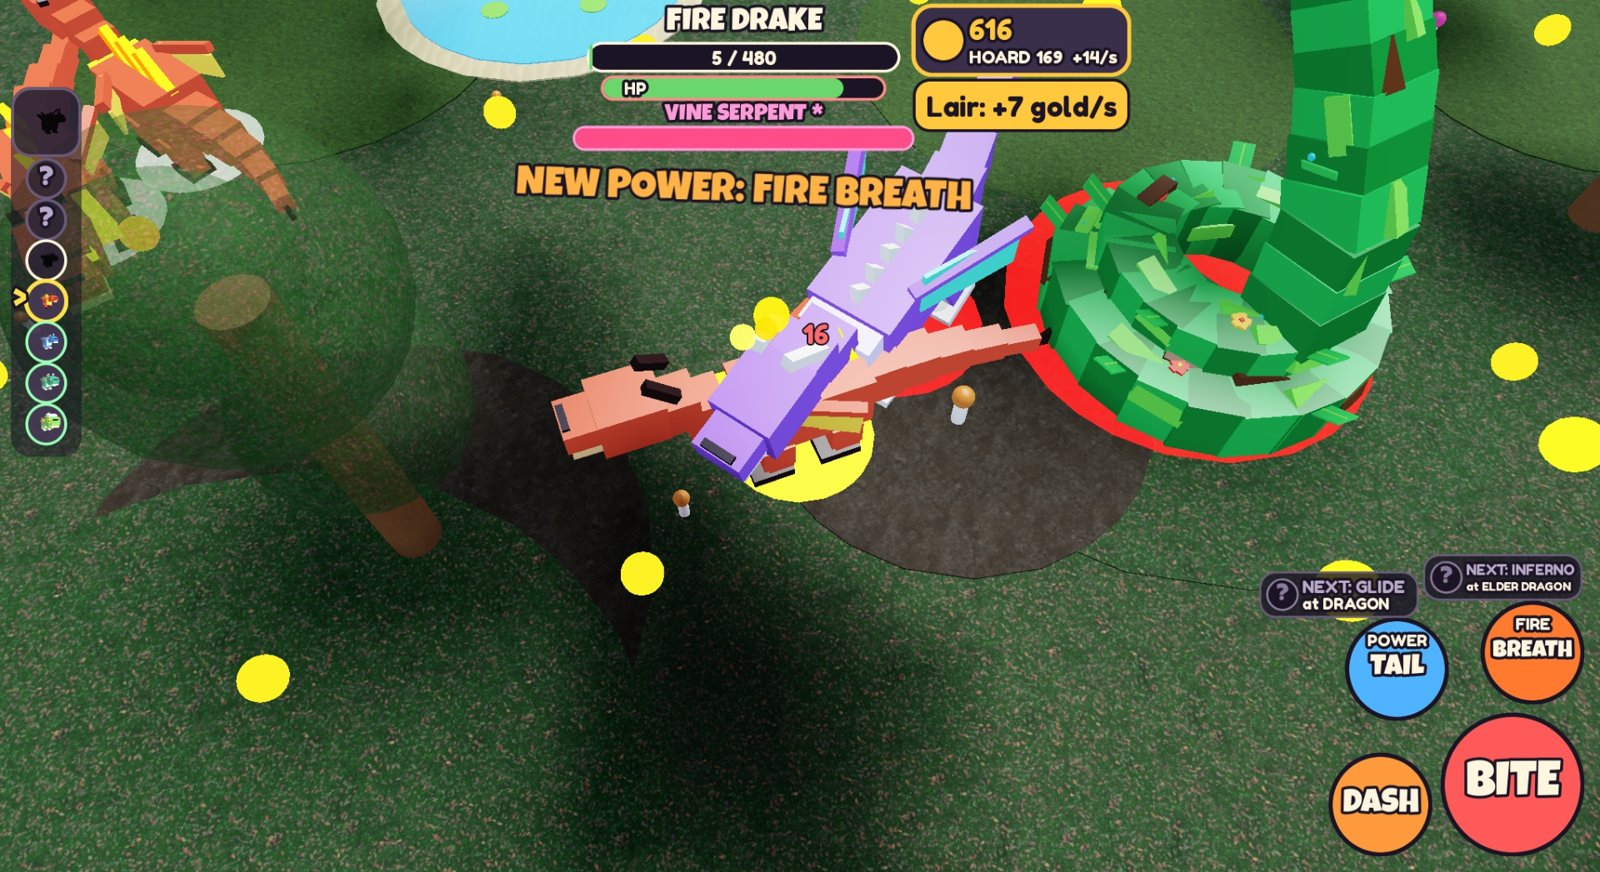 FIRE DRAKE
5 / 480
HP
VINE SERPENT *
616
HOARD 169 +14/s
Lair: +7 gold/s
NEW POWER: FIRE BREATH
?
?
>
16
? NEXT: GLIDE
at DRAGON
? NEXT: INFERNO
at ELDER DRAGON
POWER
TAIL
FIRE
BREATH
DASH
BITE